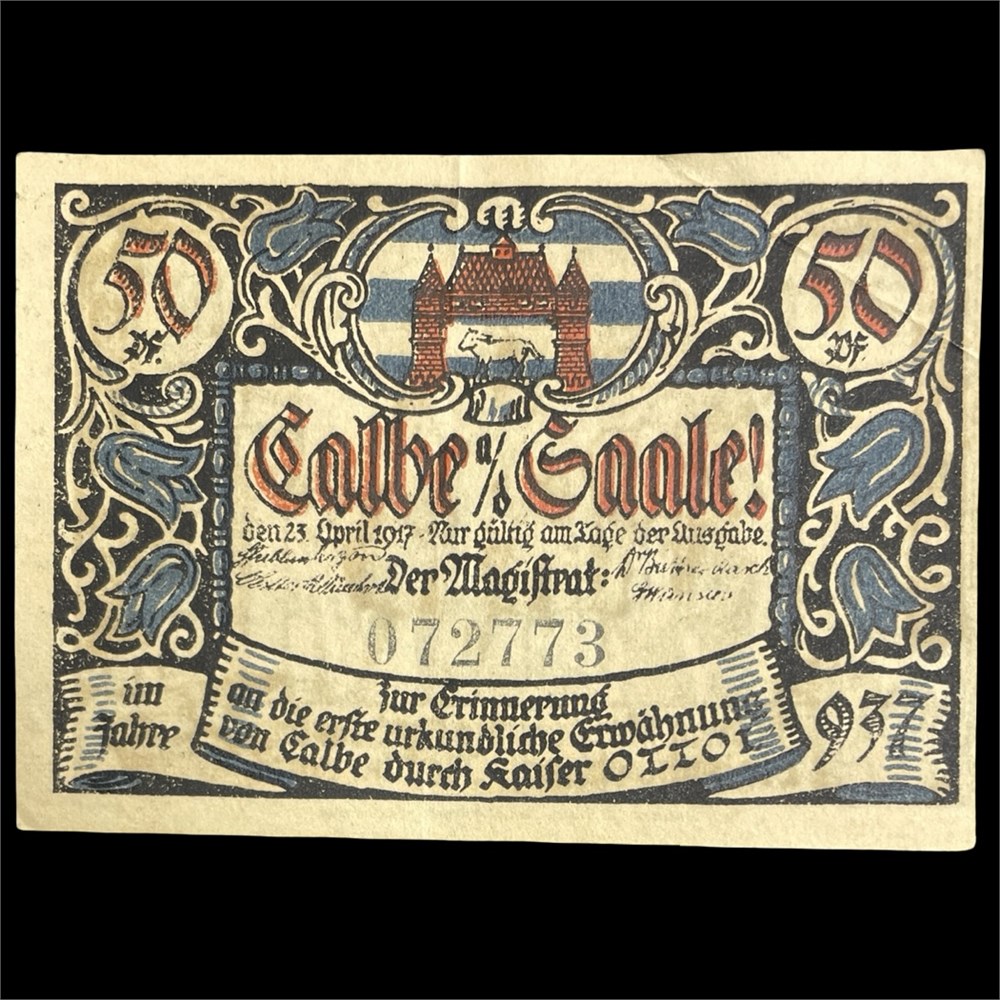 50 Pf.
50 Pf.
Calbe a/d Saale!
den 23. April 1917 - Nur gültig am Tage der Ausgabe.
Der Magistrat:
072773
im Jahre
Zur Erinnerung
an die erste urkundliche Erwähnung
von Calbe durch Kaiser OTTO I
937